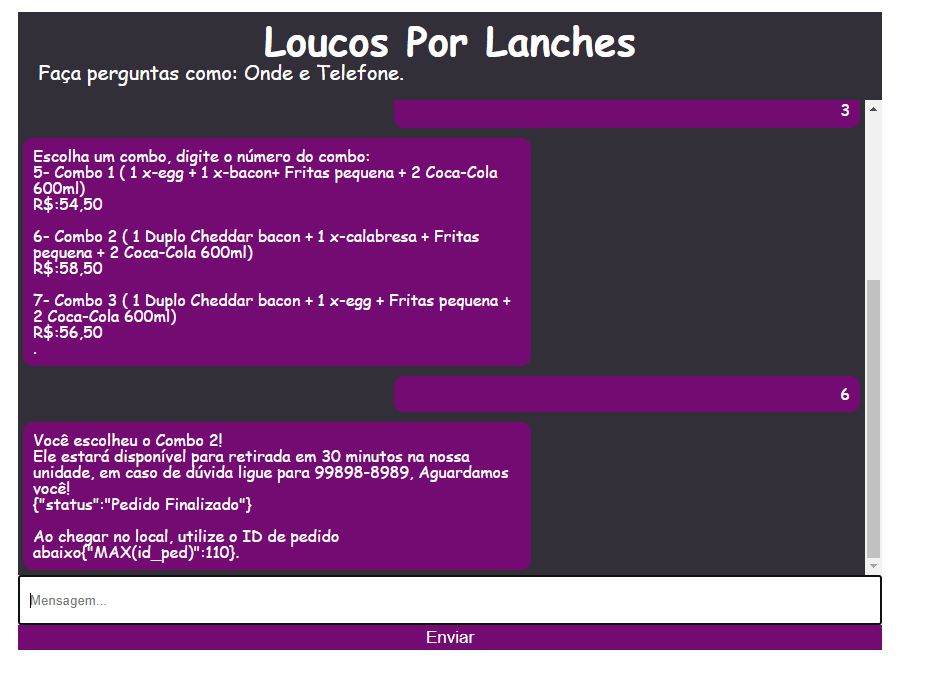 Loucos Por Lanches
Faça perguntas como: Onde e Telefone.
3
Escolha um combo, digite o número do combo:
5- Combo 1 ( 1 x-egg + 1 x-bacon+ Fritas pequena + 2 Coca-Cola
600ml)
R$:54,50
6- Combo 2 ( 1 Duplo Cheddar bacon + 1 x-calabresa + Fritas
pequena + 2 Coca-Cola 600ml)
R$:58,50
7- Combo 3 ( 1 Duplo Cheddar bacon + 1 x-egg + Fritas pequena +
2 Coca-Cola 600ml)
R$:56,50
.
6
Você escolheu o Combo 2!
Ele estará disponível para retirada em 30 minutos na nossa
unidade, em caso de dúvida ligue para 99898-8989, Aguardamos
você!
{"status":"Pedido Finalizado"}
Ao chegar no local, utilize o ID de pedido
abaixo{"MAX(id_ped)":110}.
Mensagem...
Enviar